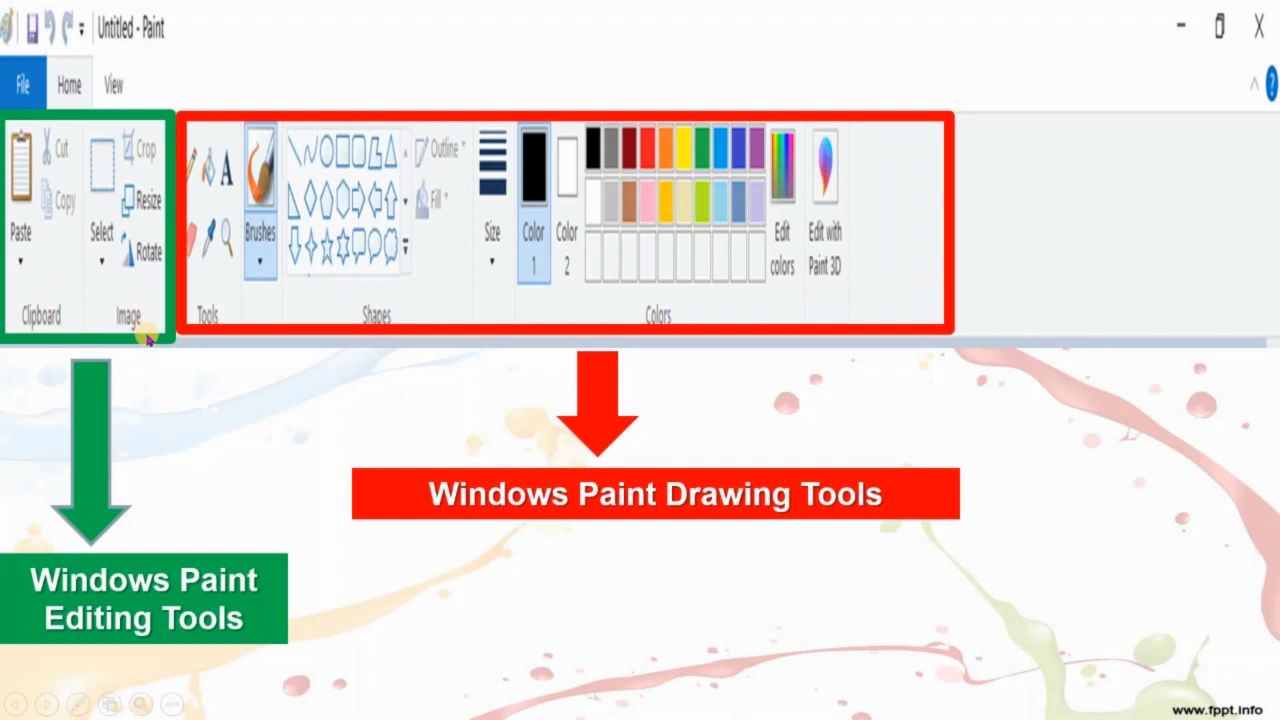 Untitled - Paint
File Home View
Cut
Copy
Paste
Clipboard
Crop
Resize
Rotate
Select
Image
A
Tools
Brushes
Outline
Fill
Shapes
Size
Color
1
Color
2
Edit
colors
Edit with
Paint 3D
Colors
?
Windows Paint Drawing Tools
Windows Paint
Editing Tools
www.fppt.info